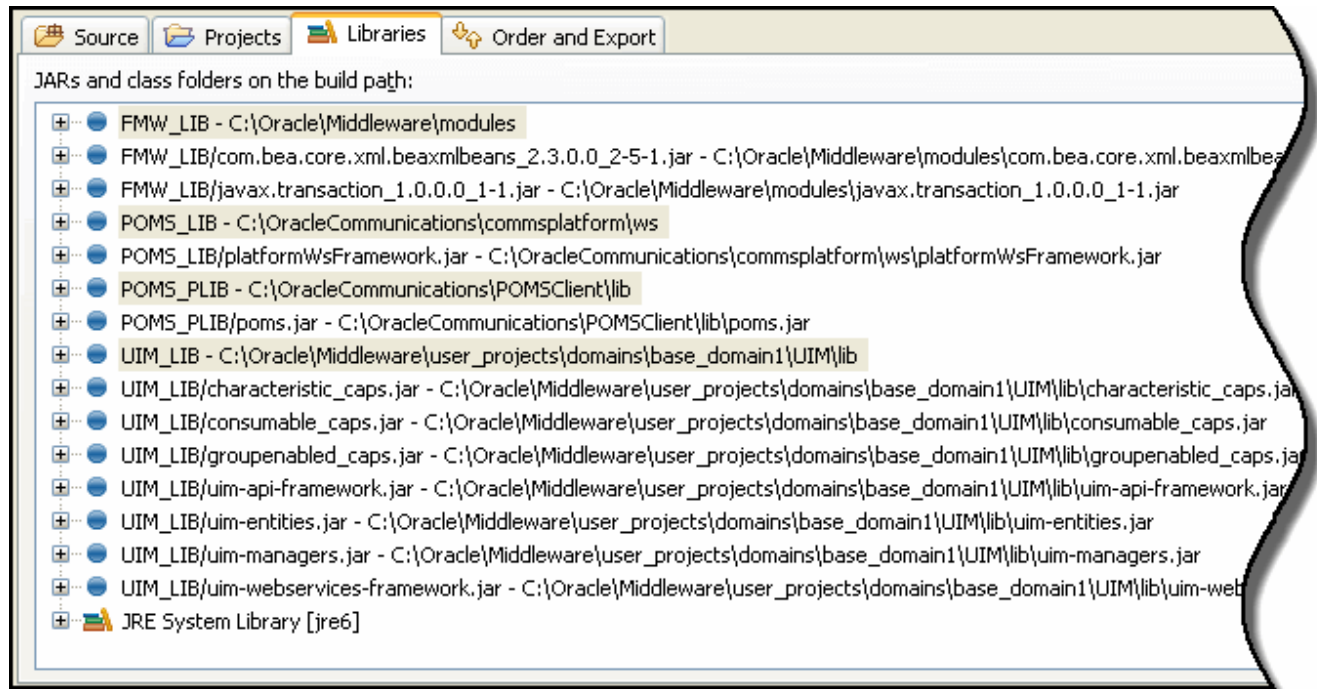 Source Projects Libraries Order and Export
JARs and class folders on the build path:
FMW_LIB - C:\Oracle\Middleware\modules
FMW_LIB/com.bea.core.xml.beaxmlbeans_2.3.0.0_2-5-1.jar - C:\Oracle\Middleware\modules\com.bea.core.xml.beaxmlbea
FMW_LIB/javax.transaction_1.0.0.0_1-1.jar - C:\Oracle\Middleware\modules\javax.transaction_1.0.0.0_1-1.jar
POMS_LIB - C:\OracleCommunications\commsplatform\ws
POMS_LIB/platformWsFramework.jar - C:\OracleCommunications\commsplatform\ws\platformWsFramework.jar
POMS_PLIB - C:\OracleCommunications\POMSClient\lib
POMS_PLIB/poms.jar - C:\OracleCommunications\POMSClient\lib\poms.jar
UIM_LIB - C:\Oracle\Middleware\user_projects\domains\base_domain1\UIM\lib
UIM_LIB/characteristic_caps.jar - C:\Oracle\Middleware\user_projects\domains\base_domain1\UIM\lib\characteristic_caps.jar
UIM_LIB/consumable_caps.jar - C:\Oracle\Middleware\user_projects\domains\base_domain1\UIM\lib\consumable_caps.jar
UIM_LIB/groupenabled_caps.jar - C:\Oracle\Middleware\user_projects\domains\base_domain1\UIM\lib\groupenabled_caps.jar
UIM_LIB/uim-api-framework.jar - C:\Oracle\Middleware\user_projects\domains\base_domain1\UIM\lib\uim-api-framework.jar
UIM_LIB/uim-entities.jar - C:\Oracle\Middleware\user_projects\domains\base_domain1\UIM\lib\uim-entities.jar
UIM_LIB/uim-managers.jar - C:\Oracle\Middleware\user_projects\domains\base_domain1\UIM\lib\uim-managers.jar
UIM_LIB/uim-webservices-framework.jar - C:\Oracle\Middleware\user_projects\domains\base_domain1\UIM\lib\uim-web
JRE System Library [jre6]